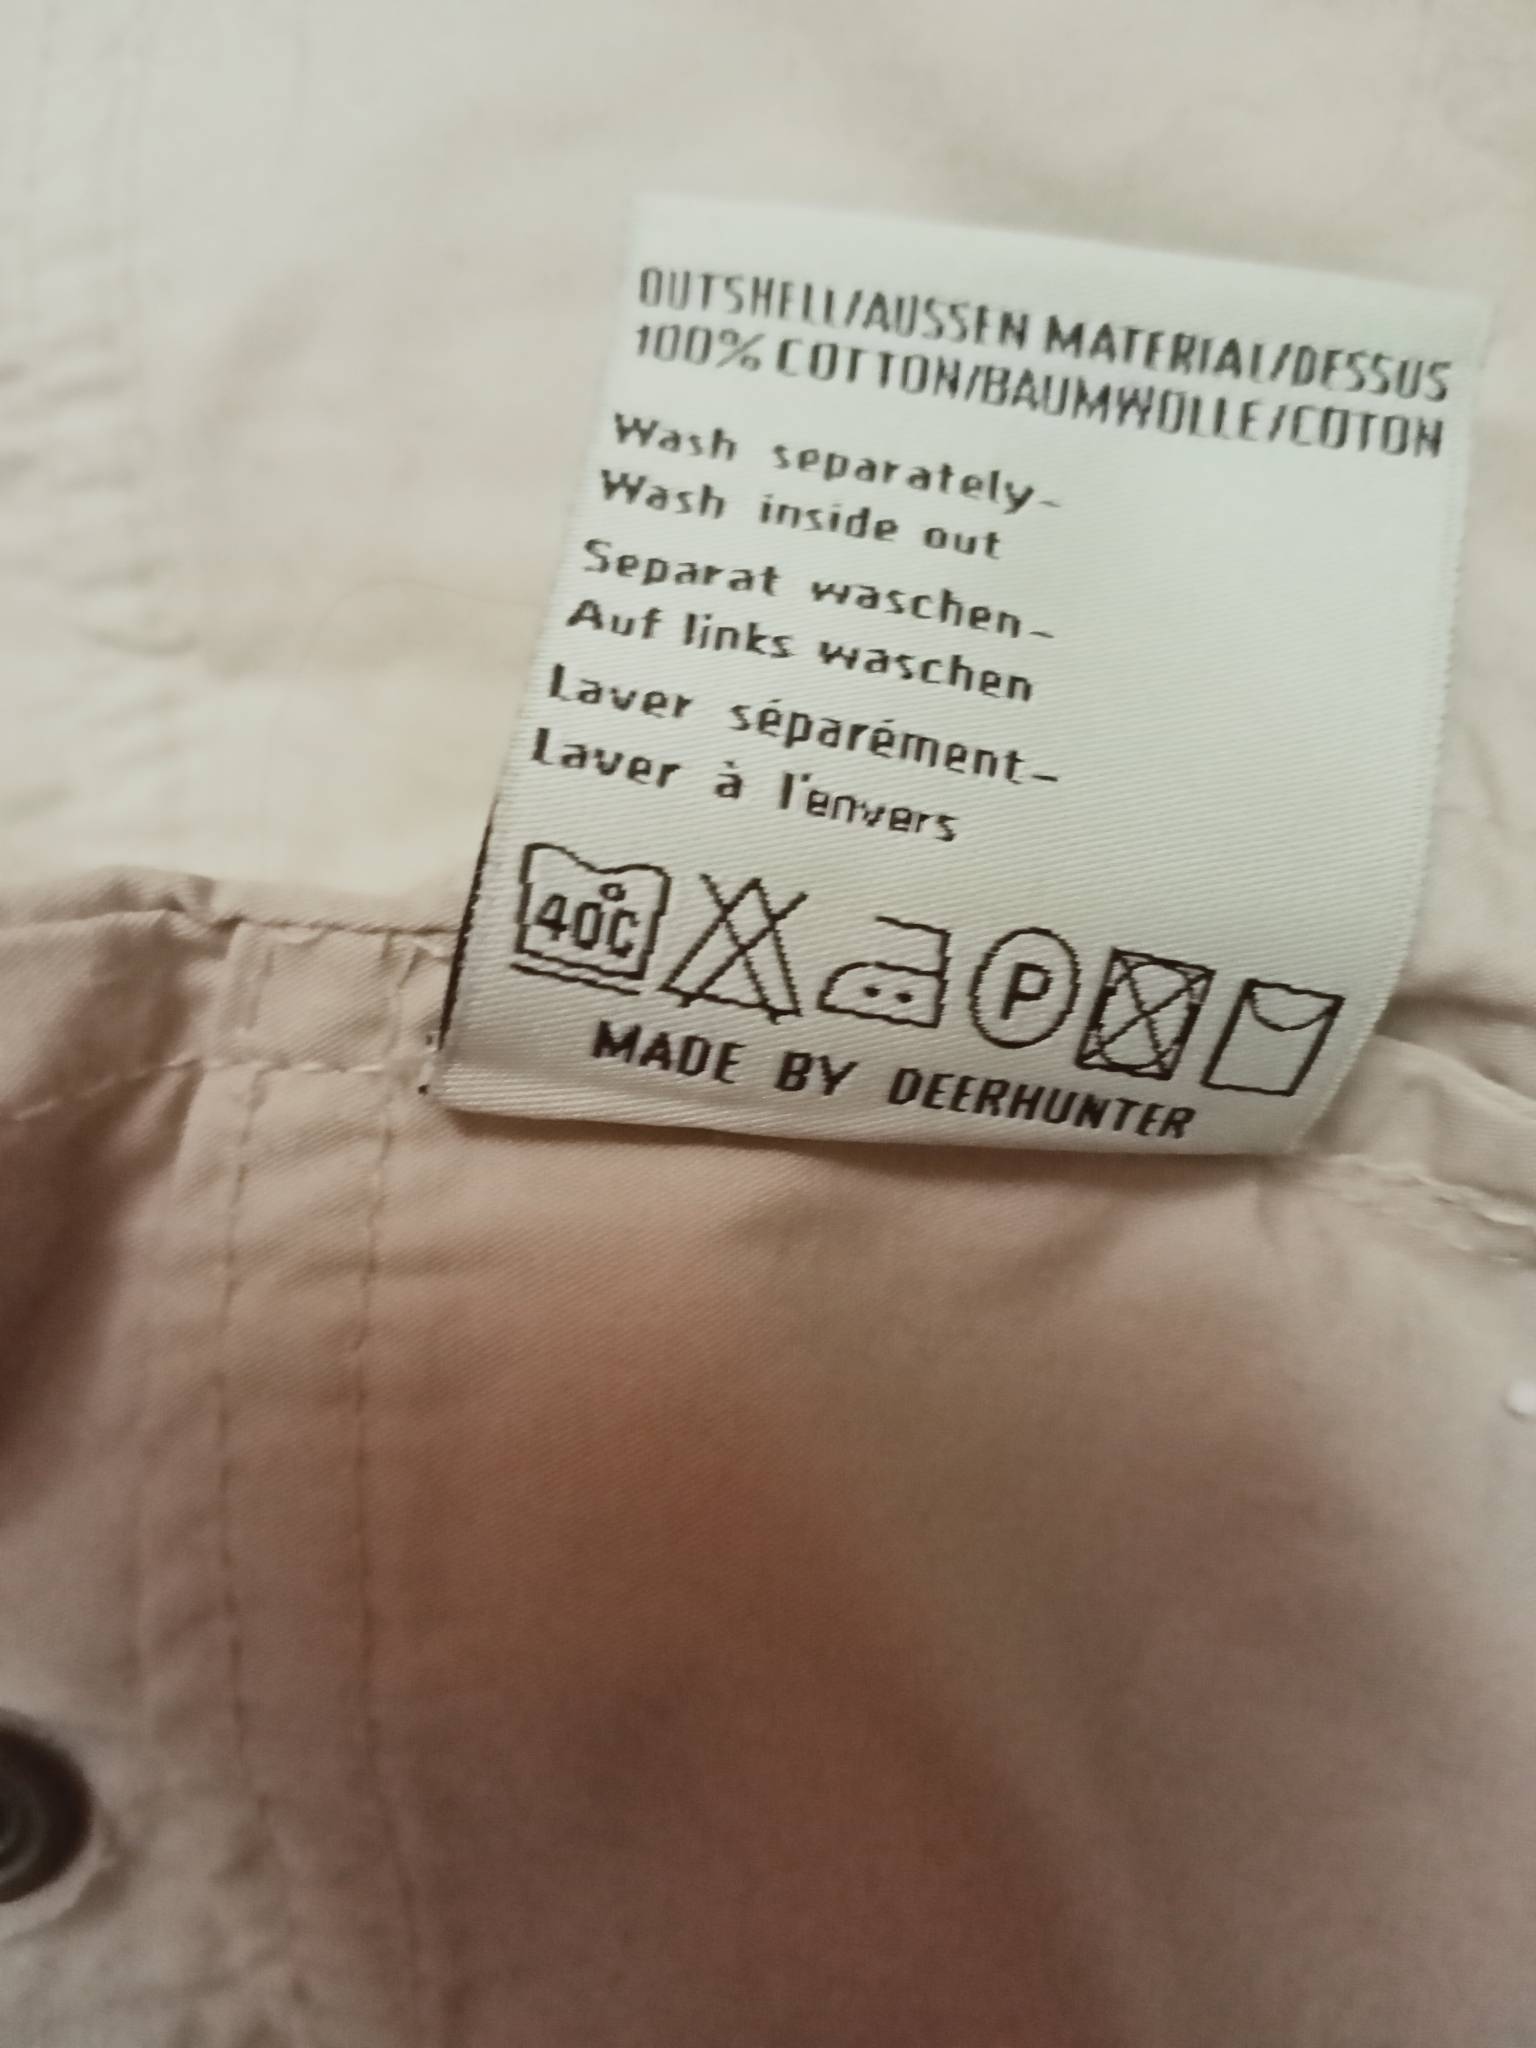 OUTSHELL/AUSSEN MATERIAL/DESSUS
100% COTTON/BAUMWOLLE/COTON
Wash separately-
Wash inside out
Separat waschen-
Auf links waschen
Laver séparément-
Laver à l'envers
40°C P
MADE BY DEERHUNTER